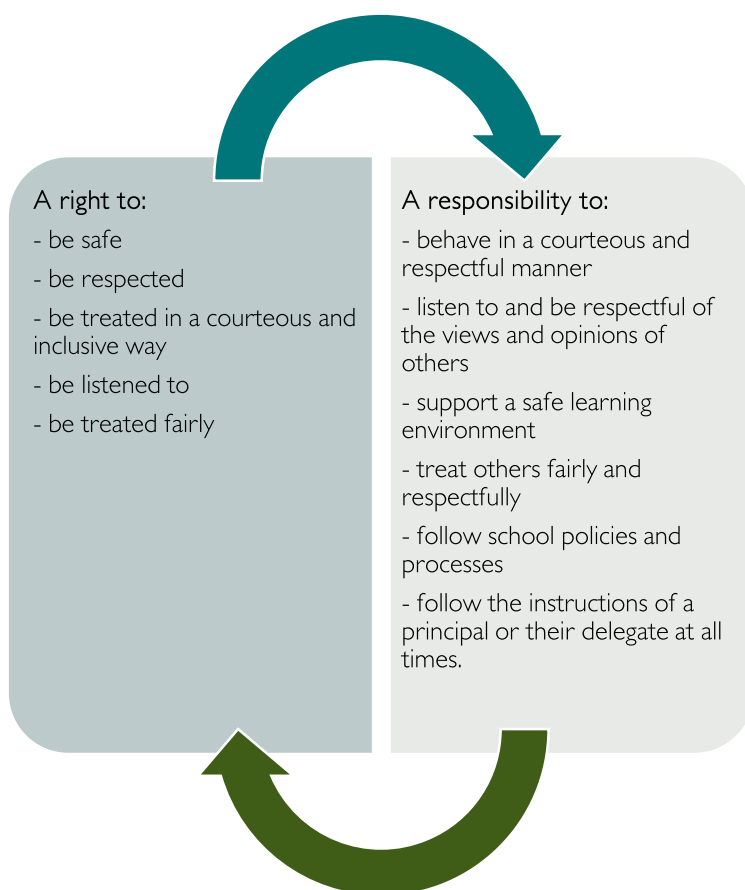 A right to:
- be safe
- be respected
- be treated in a courteous and
inclusive way
- be listened to
- be treated fairly
A responsibility to:
- behave in a courteous and
respectful manner
- listen to and be respectful of
the views and opinions of
others
- support a safe learning
environment
- treat others fairly and
respectfully
- follow school policies and
processes
- follow the instructions of a
principal or their delegate at all
times.